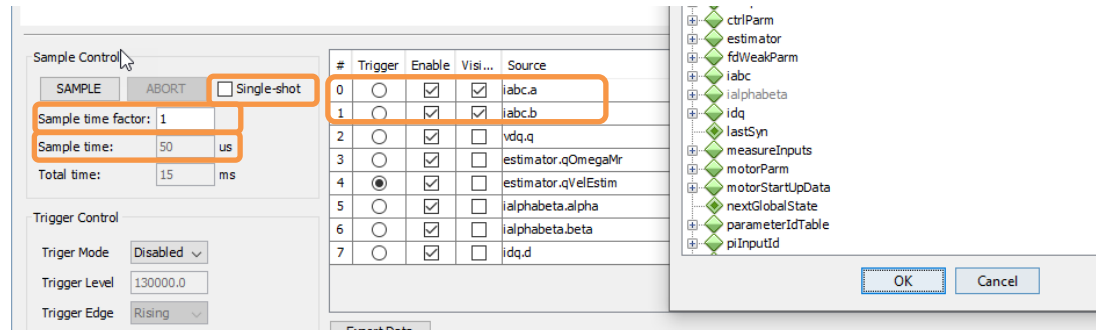 Sample Control
SAMPLE ABORT Single-shot
Sample time factor: 1
Sample time: 50 us
Total time: 15 ms
Trigger Control
Triger Mode Disabled
Trigger Level 130000.0
Trigger Edge Rising
# Trigger Enable Visi... Source
0 iabc.a
1 iabc.b
2 vdq.q
3 estimator.qOmegaMr
4 estimator.qVelEstim
5 ialphabeta.alpha
6 ialphabeta.beta
7 idq.d
Export Data
ctrlParm
estimator
fdWeakParm
iabc
ialphabeta
idq
lastSyn
measureInputs
motorParm
motorStartUpData
nextGlobalState
parameterIdTable
piInputId
OK Cancel